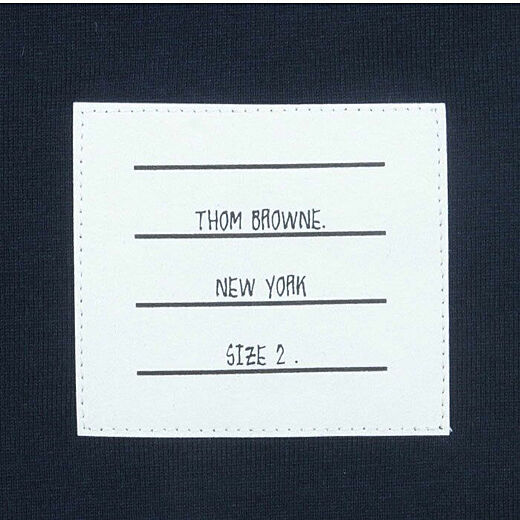 THOM BROWNE.
NEW YORK
SIZE 2 .